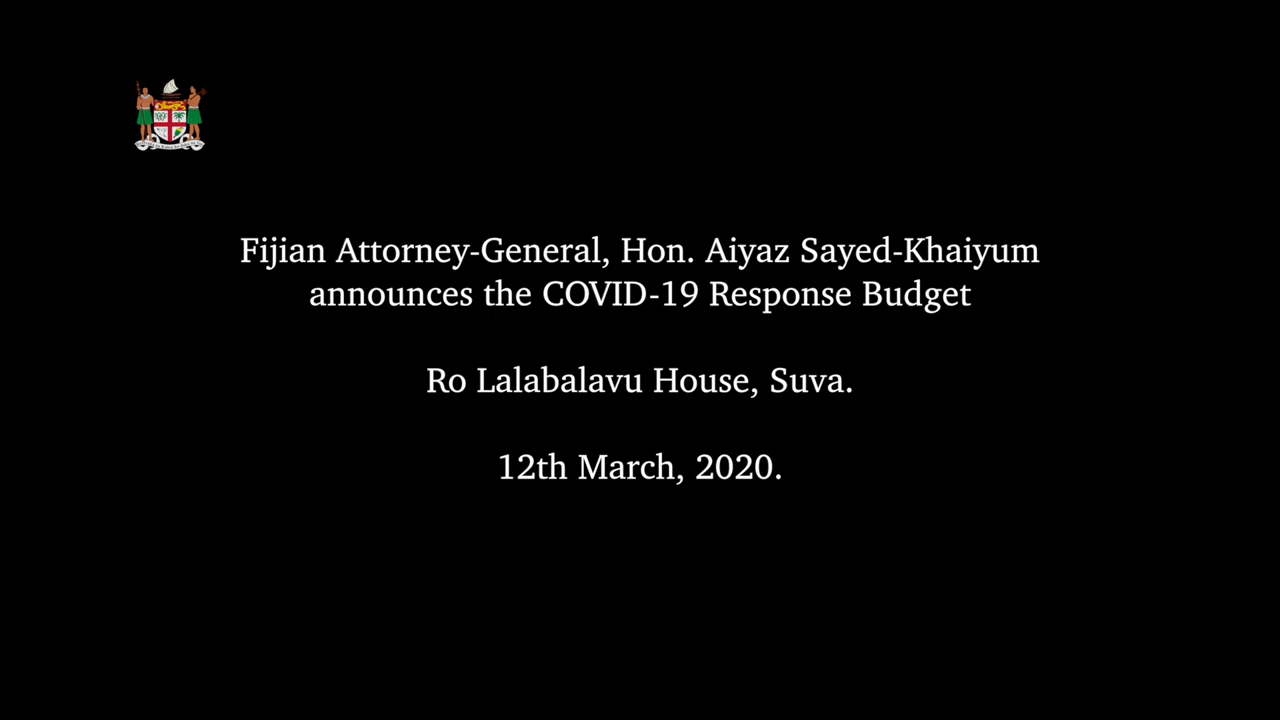 Fijian Attorney-General, Hon. Aiyaz Sayed-Khaiyum
announces the COVID-19 Response Budget
Ro Lalabalavu House, Suva.
12th March, 2020.